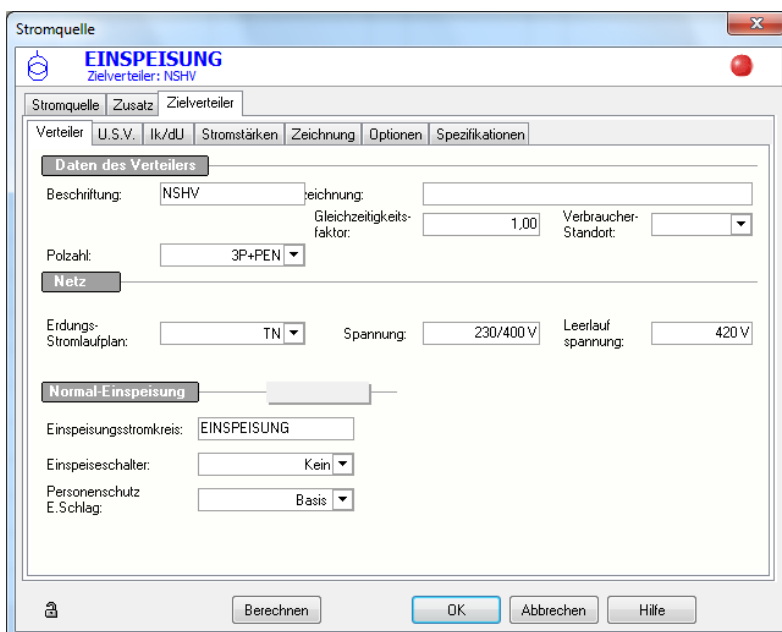 Stromquelle
EINSPEISUNG
Zielverteiler: NSHV
Stromquelle Zusatz Zielverteiler
Verteiler U.S.V. Ik/dU Stromstärken Zeichnung Optionen Spezifikationen
Daten des Verteilers
Beschriftung: NSHV zeichnung:
Gleichzeitigkeits-
faktor: 1,00 Verbraucher-
Standort:
Polzahl: 3P+PEN
Netz
Erdungs-
Stromlaufplan: TN Spannung: 230/400 V Leerlauf
spannung: 420 V
Normal-Einspeisung
Einspeisungsstromkreis: EINSPEISUNG
Einspeiseschalter: Kein
Personenschutz
E.Schlag: Basis
Berechnen OK Abbrechen Hilfe